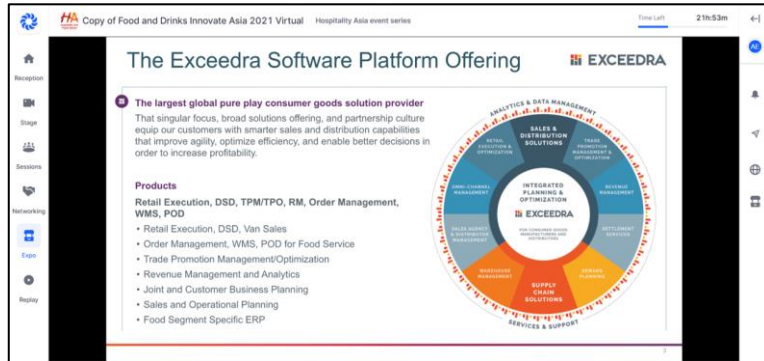 HA Copy of Food and Drinks Innovate Asia 2021 Virtual Hospitality Asia event series
Time Left 21h:53m
AE
Reception
Stage
Sessions
Networking
Expo
Replay
The Exceedra Software Platform Offering
EXCEEDRA
The largest global pure play consumer goods solution provider
That singular focus, broad solutions offering, and partnership culture
equip our customers with smarter sales and distribution capabilities
that improve agility, optimize efficiency, and enable better decisions in
order to increase profitability.
Products
Retail Execution, DSD, TPM/TPO, RM, Order Management,
WMS, POD
• Retail Execution, DSD, Van Sales
• Order Management, WMS, POD for Food Service
• Trade Promotion Management/Optimization
• Revenue Management and Analytics
• Joint and Customer Business Planning
• Sales and Operational Planning
• Food Segment Specific ERP
ANALYTICS & DATA MANAGEMENT
SALES &
DISTRIBUTION
SOLUTIONS
RETAIL
EXECUTION &
OPTIMIZATION
TRADE
PROMOTION
MANAGEMENT &
OPTIMIZATION
OMNI-CHANNEL
MANAGEMENT
REVENUE
MANAGEMENT
INTEGRATED
PLANNING &
OPTIMIZATION
EXCEEDRA
FOR CONSUMER GOODS
MANUFACTURERS AND
DISTRIBUTORS
SALES AGENCY
& DISTRIBUTOR
MANAGEMENT
SETTLEMENT
SERVICES
WAREHOUSE
MANAGEMENT
DEMAND
PLANNING
SUPPLY
CHAIN
SOLUTIONS
SERVICES & SUPPORT
3